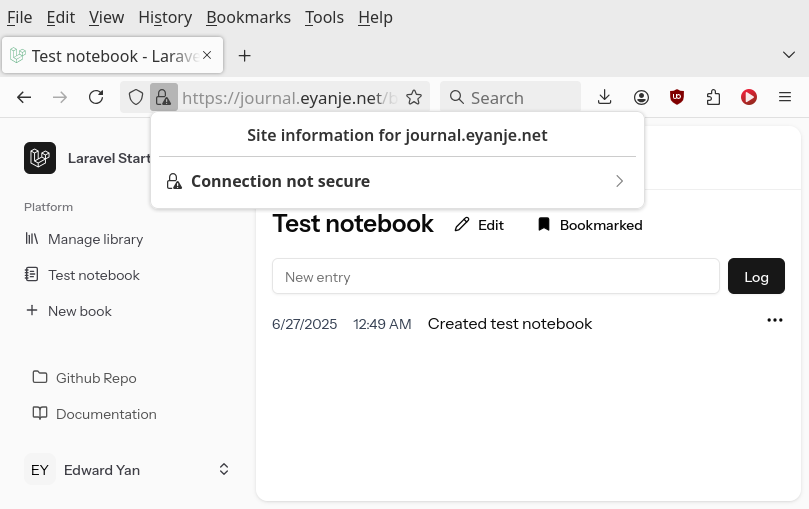 File Edit View History Bookmarks Tools Help
Test notebook - Larave
https://journal.eyanje.net/b Search
Site information for journal.eyanje.net
Connection not secure
Laravel Start
Platform
Manage library
Test notebook
New book
Github Repo
Documentation
EY Edward Yan
Test notebook Edit Bookmarked
New entry Log
6/27/2025 12:49 AM Created test notebook